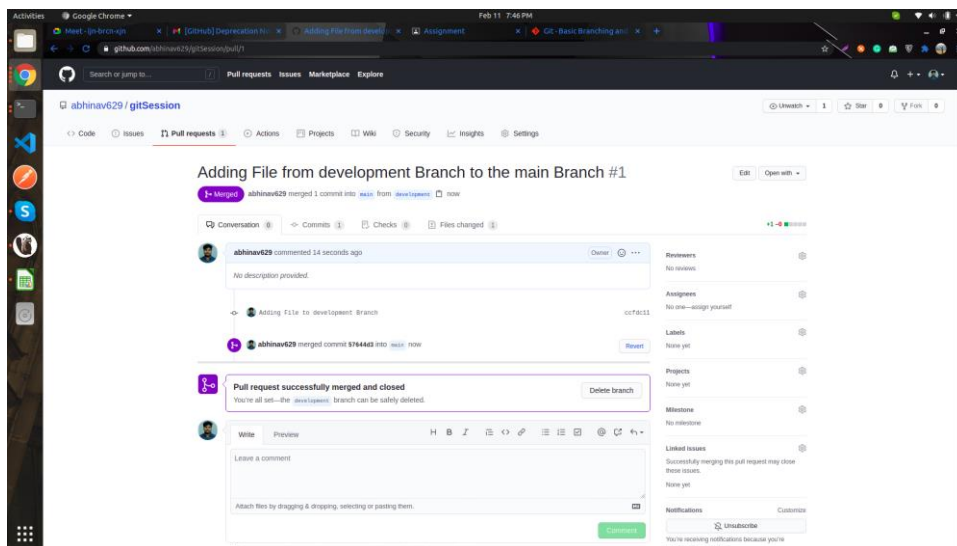 Activities
Google Chrome
Feb 11 7:46 PM
Meet - ljn-brcn-xjn
[GitHub] Deprecation No
Adding File from develop
Assignment
Git - Basic Branching and
github.com/abhinav629/gitSession/pull/1
Search or jump to...
Pull requests Issues Marketplace Explore
abhinav629 / gitSession
Unwatch 1
Star 0
Fork 0
Code
Issues
Pull requests 1
Actions
Projects
Wiki
Security
Insights
Settings
Adding File from development Branch to the main Branch #1
Edit
Open with
Merged
abhinav629 merged 1 commit into main from development now
Conversation 0
Commits 1
Checks 0
Files changed 1
+1 −0
abhinav629 commented 14 seconds ago
Owner
No description provided.
Adding File to development Branch
ccfdc11
abhinav629 merged commit 57644d3 into main now
Revert
Pull request successfully merged and closed
You're all set—the development branch can be safely deleted.
Delete branch
Write
Preview
H B I
Leave a comment
Attach files by dragging & dropping, selecting or pasting them.
Comment
Reviewers
No reviews
Assignees
No one—assign yourself
Labels
None yet
Projects
None yet
Milestone
No milestone
Linked issues
Successfully merging this pull request may close
these issues.
None yet
Notifications
Customize
Unsubscribe
You're receiving notifications because you're